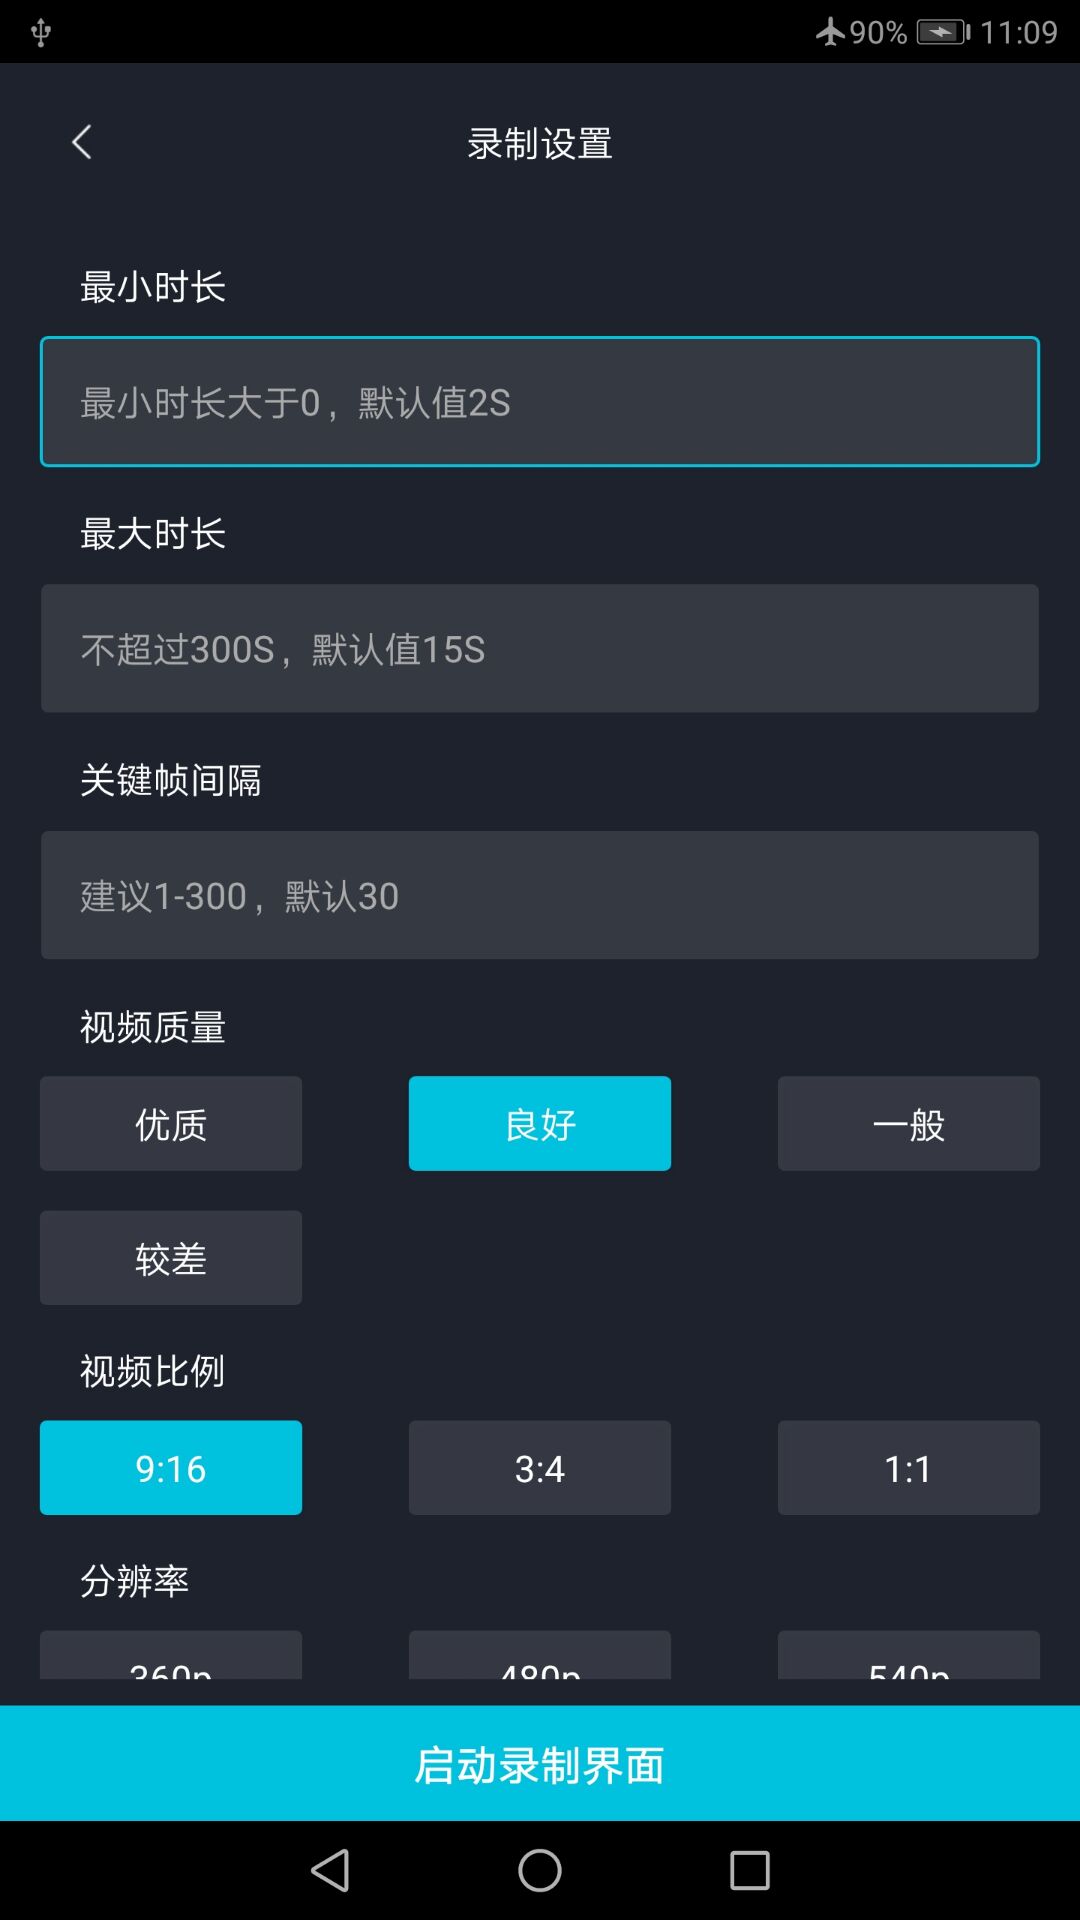 90% 11:09
录制设置
最小时长
最小时长大于0，默认值2S
最大时长
不超过300S，默认值15S
关键帧间隔
建议1-300，默认30
视频质量
优质 良好 一般
较差
视频比例
9:16 3:4 1:1
分辨率
360p 480p 540p
启动录制界面